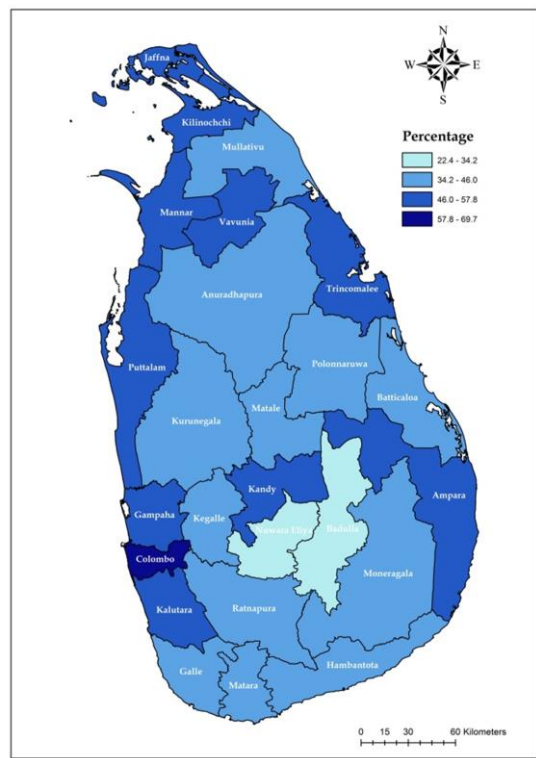 Jaffna
N
W E
S
Kilinochchi
Mullativu
Percentage
22.4 - 34.2
34.2 - 46.0
46.0 - 57.8
57.8 - 69.7
Mannar
Vavunia
Anuradhapura
Trincomalee
Polonnaruwa
Puttalam
Batticaloa
Matale
Kurunegala
Kandy
Ampara
Gampaha
Kegalle
Nuwara Eliya
Badulla
Colombo
Moneragala
Kalutara
Ratnapura
Hambantota
Galle
Matara
0 15 30 60 Kilometers